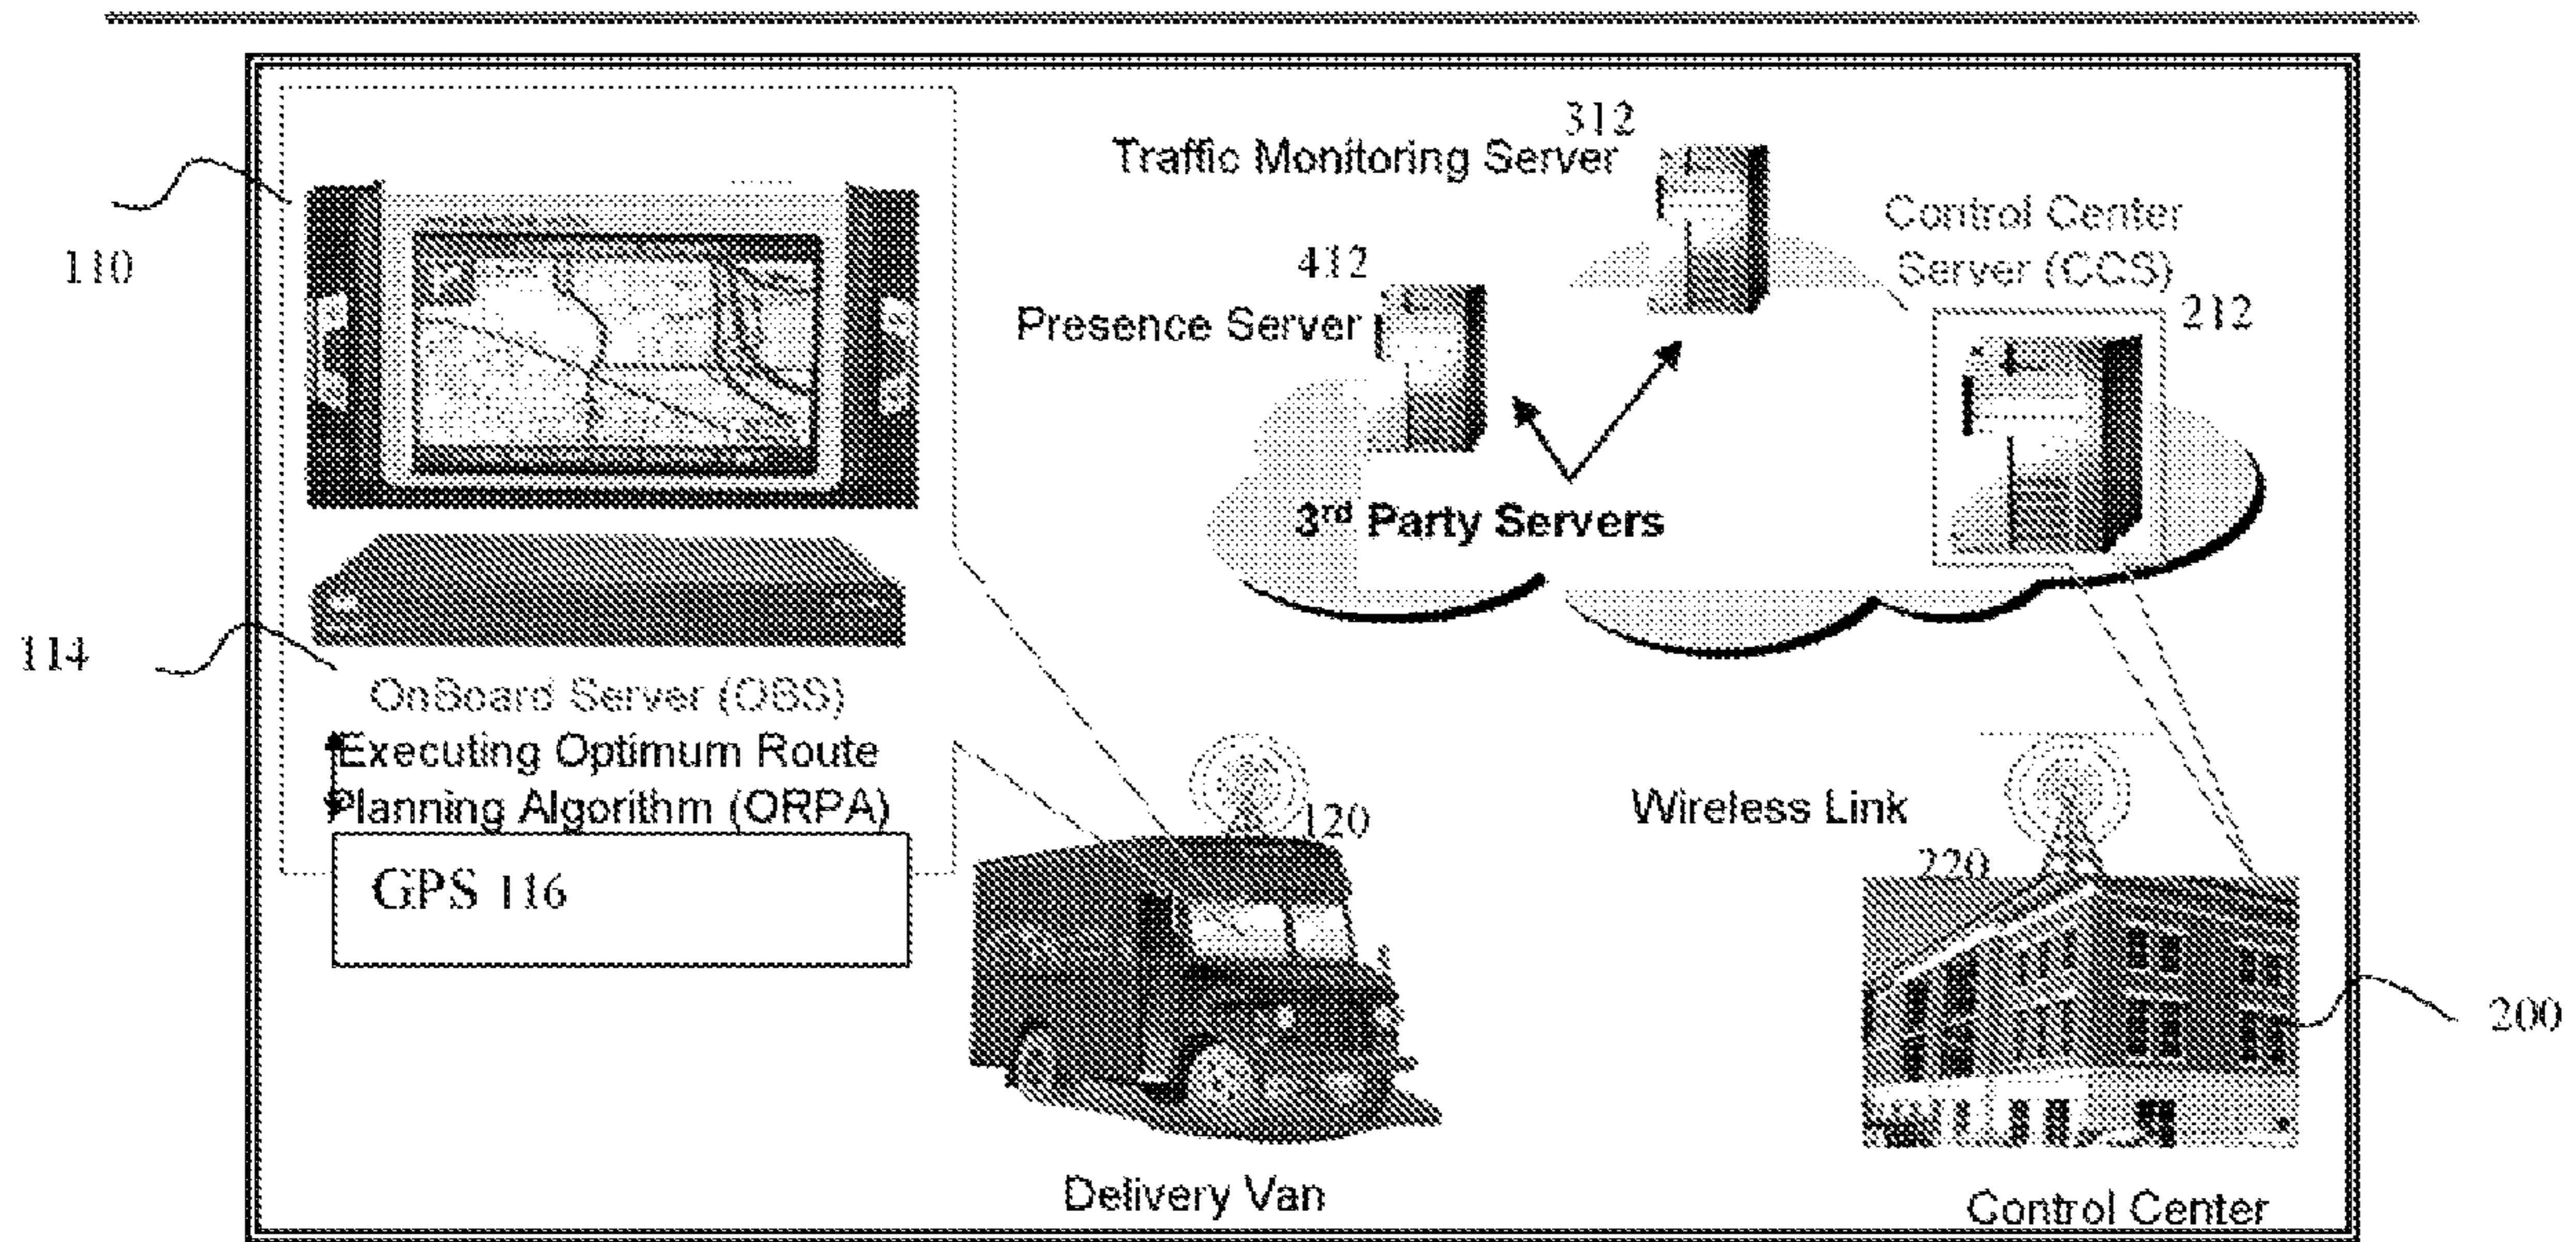 312
Traffic Monitoring Server
Control Center
Server (CCS)
110
412
212
Presence Server
3rd Party Servers
114
OnBoard Server (OBS)
Executing Optimum Route
Planning Algorithm (ORPA)
120
Wireless Link
220
GPS 116
200
Delivery Van
Control Center